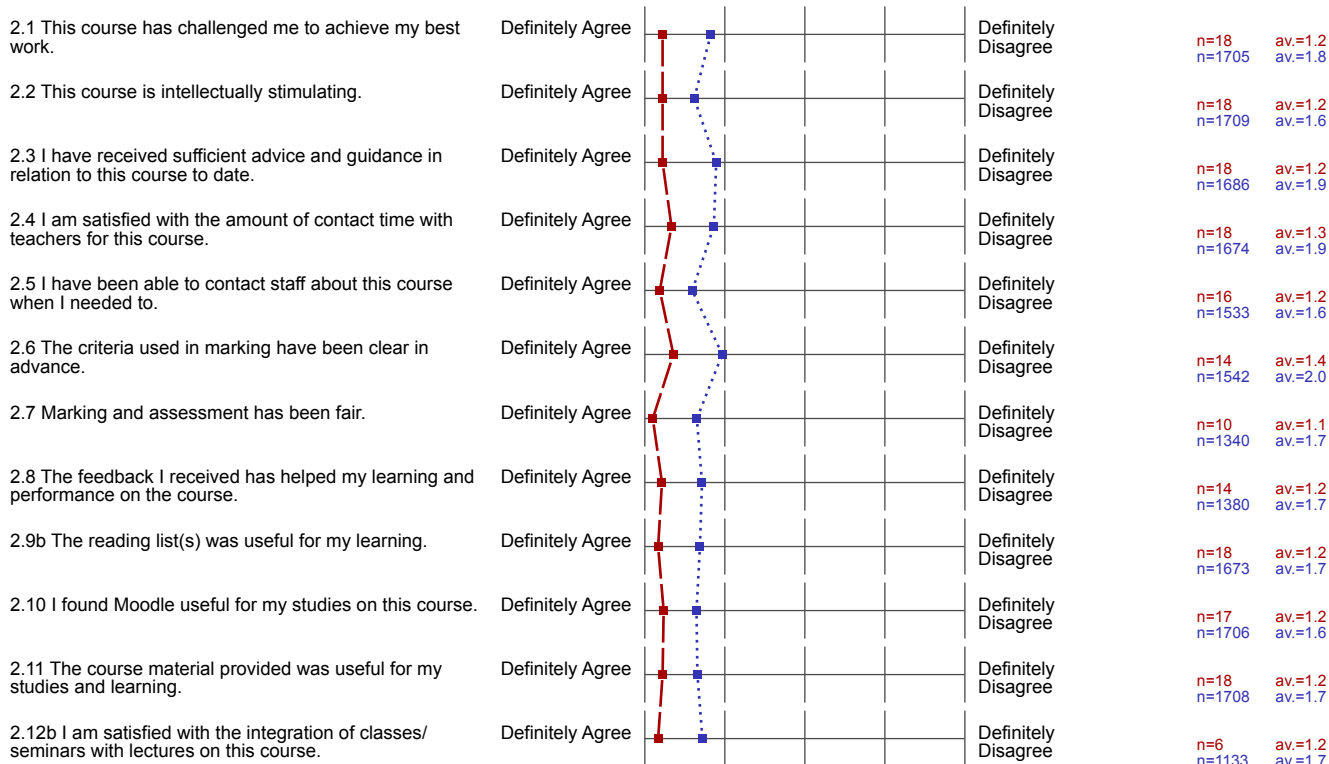 2.1 This course has challenged me to achieve my best
work.
Definitely Agree
Definitely
Disagree
n=18 av.=1.2
n=1705 av.=1.8
2.2 This course is intellectually stimulating.
Definitely Agree
Definitely
Disagree
n=18 av.=1.2
n=1709 av.=1.6
2.3 I have received sufficient advice and guidance in
relation to this course to date.
Definitely Agree
Definitely
Disagree
n=18 av.=1.2
n=1686 av.=1.9
2.4 I am satisfied with the amount of contact time with
teachers for this course.
Definitely Agree
Definitely
Disagree
n=18 av.=1.3
n=1674 av.=1.9
2.5 I have been able to contact staff about this course
when I needed to.
Definitely Agree
Definitely
Disagree
n=16 av.=1.2
n=1533 av.=1.6
2.6 The criteria used in marking have been clear in
advance.
Definitely Agree
Definitely
Disagree
n=14 av.=1.4
n=1542 av.=2.0
2.7 Marking and assessment has been fair.
Definitely Agree
Definitely
Disagree
n=10 av.=1.1
n=1340 av.=1.7
2.8 The feedback I received has helped my learning and
performance on the course.
Definitely Agree
Definitely
Disagree
n=14 av.=1.2
n=1380 av.=1.7
2.9b The reading list(s) was useful for my learning.
Definitely Agree
Definitely
Disagree
n=18 av.=1.2
n=1673 av.=1.7
2.10 I found Moodle useful for my studies on this course.
Definitely Agree
Definitely
Disagree
n=17 av.=1.2
n=1706 av.=1.6
2.11 The course material provided was useful for my
studies and learning.
Definitely Agree
Definitely
Disagree
n=18 av.=1.2
n=1708 av.=1.7
2.12b I am satisfied with the integration of classes/
seminars with lectures on this course.
Definitely Agree
Definitely
Disagree
n=6 av.=1.2
n=1133 av.=1.7